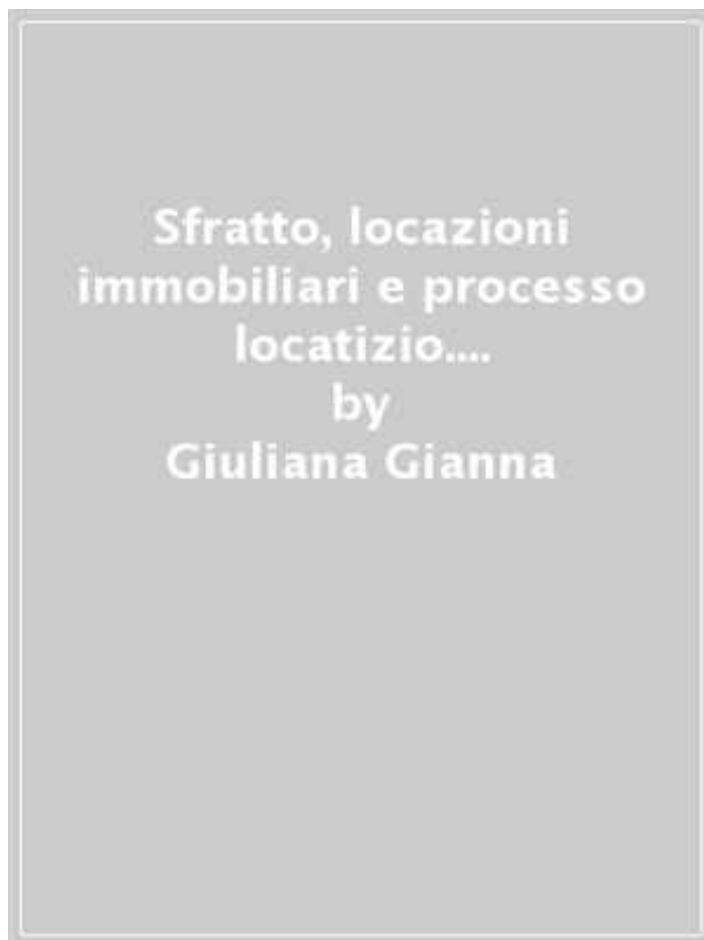 Sfratto, locazioni
immobiliari e processo
locatizio....
by
Giuliana Gianna